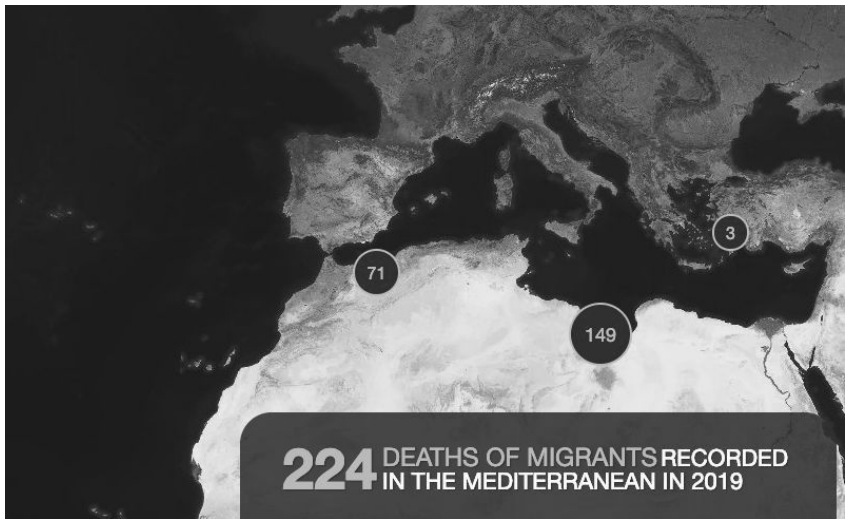 3
71
149
224 DEATHS OF MIGRANTS RECORDED
IN THE MEDITERRANEAN IN 2019